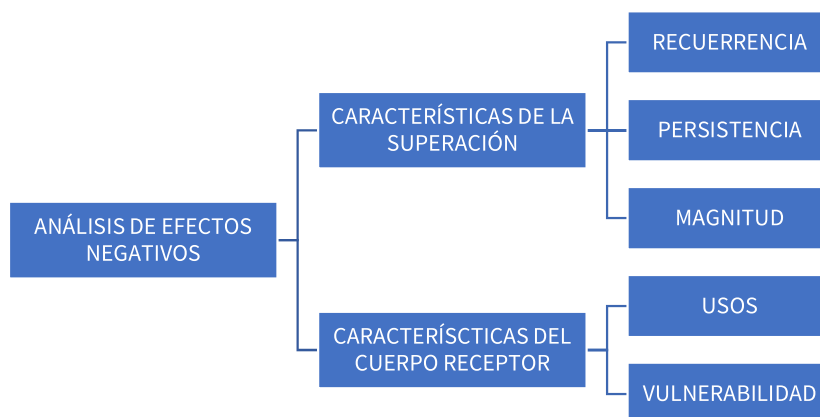 ANÁLISIS DE EFECTOS
NEGATIVOS
CARACTERÍSTICAS DE LA
SUPERACIÓN
RECUERRENCIA
PERSISTENCIA
MAGNITUD
CARACTERÍSCTICAS DEL
CUERPO RECEPTOR
USOS
VULNERABILIDAD